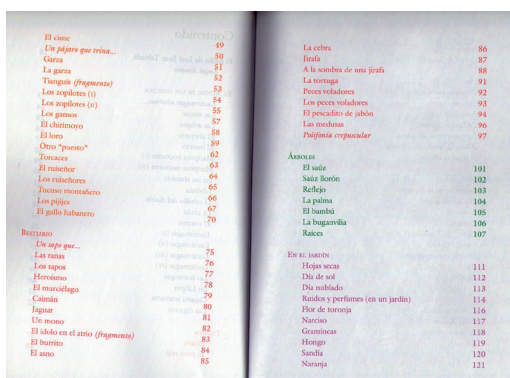 El cisne 49
Un pájaro que trina... 50
Garza 51
La garza 52
Tianguis (fragmento) 53
Los zopilotes (I) 54
Los zopilotes (II) 55
Los gansos 57
El chirimoyo 58
El loro 59
Otro "puesto" 62
Torcaces 63
El ruiseñor 64
Los ruiseñores 65
Tucuso montañero 66
Los pijijes 67
El gallo habanero 70
BESTIARIO
Un sapo que... 75
Las ranas 76
Los sapos 77
Heroísmo 78
El murciélago 79
Caimán 80
Jaguar 81
Un mono 82
El ídolo en el atrio (fragmento) 83
El burrito 84
El asno 85
La cebra 86
Jirafa 87
A la sombra de una jirafa 88
La tortuga 91
Peces voladores 92
Los peces voladores 93
El pescadito de jabón 94
Las medusas 96
Polifonía crepuscular 97
ÁRBOLES
El saúz 101
Saúz llorón 102
Reflejo 103
La palma 104
El bambú 105
La buganvilia 106
Raíces 107
EN EL JARDÍN
Hojas secas 111
Día de sol 112
Día nublado 113
Ruidos y perfumes (en un jardín) 114
Flor de toronja 116
Narciso 117
Gramíneas 118
Hongo 119
Sandía 120
Naranja 121